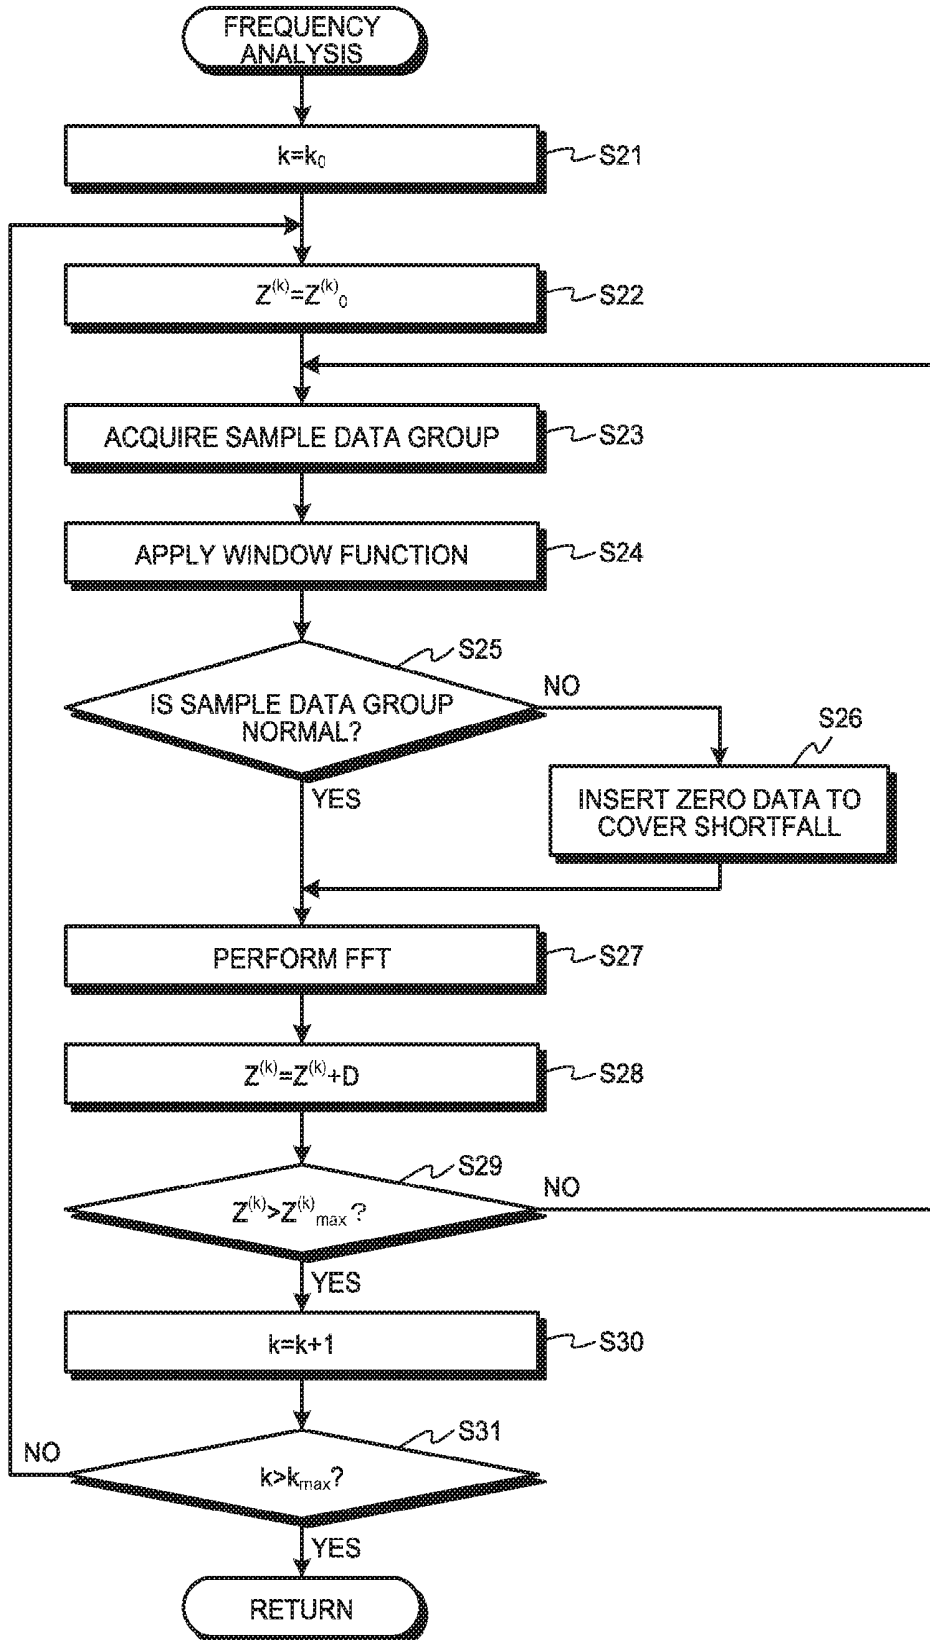 FREQUENCY
ANALYSIS
k=k₀
S21
Z⁽ᵏ⁾=Z⁽ᵏ⁾₀
S22
ACQUIRE SAMPLE DATA GROUP
S23
APPLY WINDOW FUNCTION
S24
S25
IS SAMPLE DATA GROUP
NORMAL?
NO
YES
S26
INSERT ZERO DATA TO
COVER SHORTFALL
PERFORM FFT
S27
Z⁽ᵏ⁾=Z⁽ᵏ⁾+D
S28
S29
Z⁽ᵏ⁾>Z⁽ᵏ⁾max?
NO
YES
k=k+1
S30
S31
NO
k>kmax?
YES
RETURN